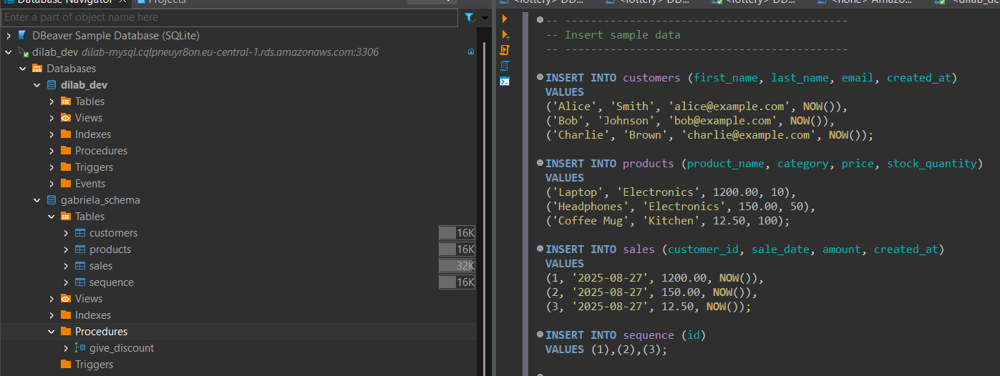 Database Navigator
Projects
Enter a part of object name here
DBeaver Sample Database (SQLite)
dilab_dev dilab-mysql.cqlpneuyr8on.eu-central-1.rds.amazonaws.com:3306
Databases
dilab_dev
Tables
Views
Indexes
Procedures
Triggers
Events
gabriela_schema
Tables
customers 16K
products 16K
sales 32K
sequence 16K
Views
Indexes
Procedures
give_discount
Triggers
<lottery> DD... <lottery> DD... <lottery> DD... <none> Amazo... <dilab_de
-- -------------------------------------------
-- Insert sample data
-- -------------------------------------------
INSERT INTO customers (first_name, last_name, email, created_at)
VALUES
('Alice', 'Smith', 'alice@example.com', NOW()),
('Bob', 'Johnson', 'bob@example.com', NOW()),
('Charlie', 'Brown', 'charlie@example.com', NOW());
INSERT INTO products (product_name, category, price, stock_quantity)
VALUES
('Laptop', 'Electronics', 1200.00, 10),
('Headphones', 'Electronics', 150.00, 50),
('Coffee Mug', 'Kitchen', 12.50, 100);
INSERT INTO sales (customer_id, sale_date, amount, created_at)
VALUES
(1, '2025-08-27', 1200.00, NOW()),
(2, '2025-08-27', 150.00, NOW()),
(3, '2025-08-27', 12.50, NOW());
INSERT INTO sequence (id)
VALUES (1),(2),(3);